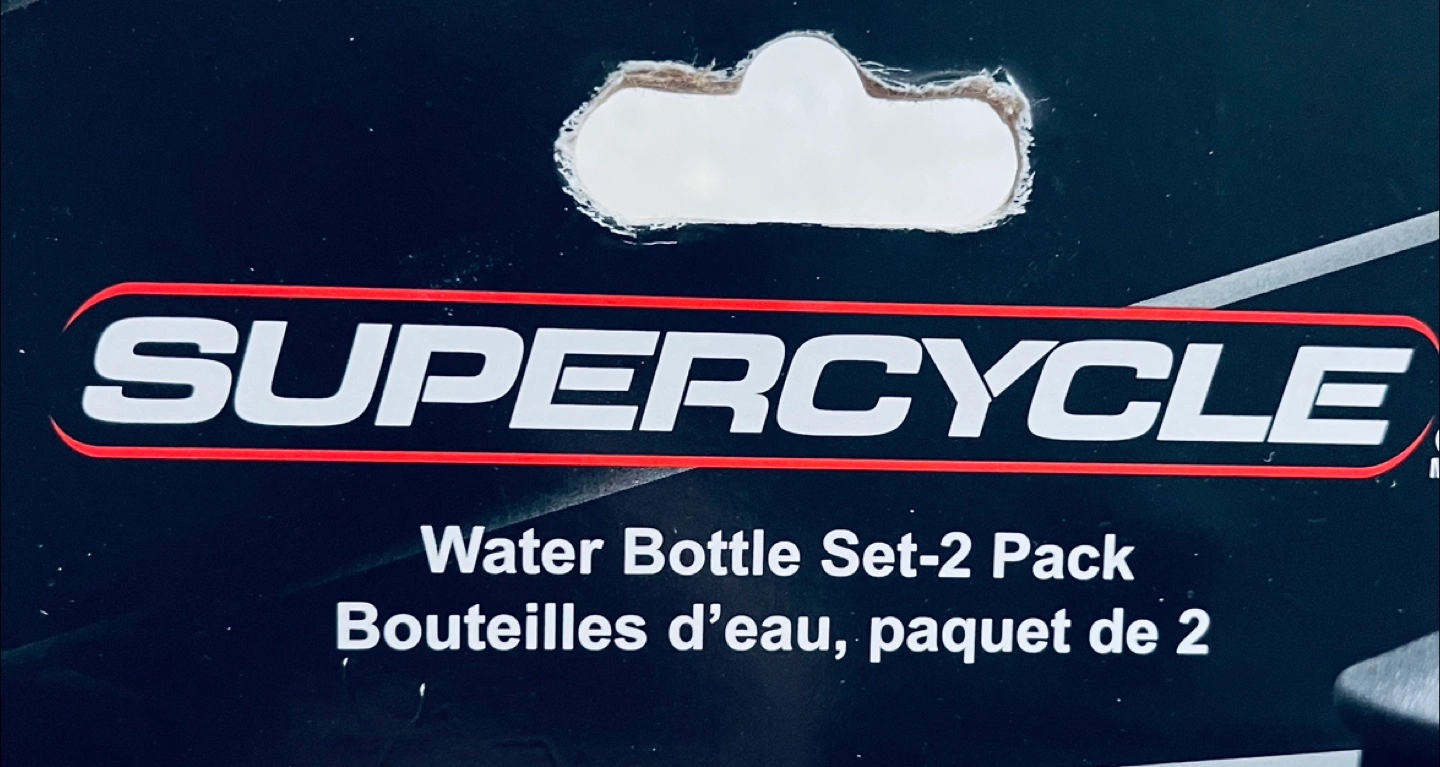 SUPERCYCLE
Water Bottle Set-2 Pack
Bouteilles d’eau, paquet de 2